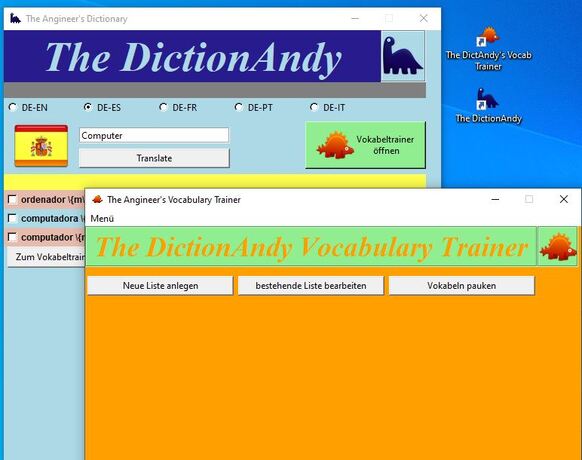 The Angineer's Dictionary
The DictionAndy
DE-EN
DE-ES
DE-FR
DE-PT
DE-IT
Computer
Translate
Vokabeltrainer
öffnen
ordenador \{m\
computadora \
computador \{
Zum Vokabeltrain
The Angineer's Vocabulary Trainer
Menü
The DictionAndy Vocabulary Trainer
Neue Liste anlegen
bestehende Liste bearbeiten
Vokabeln pauken
The DictAndy's Vocab
Trainer
The DictionAndy